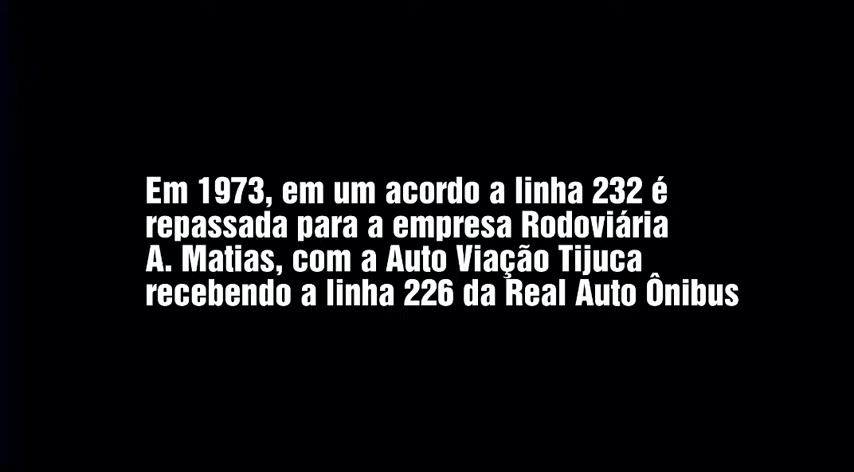 Em 1973, em um acordo a linha 232 é
repassada para a empresa Rodoviária
A. Matias, com a Auto Viação Tijuca
recebendo a linha 226 da Real Auto Ônibus